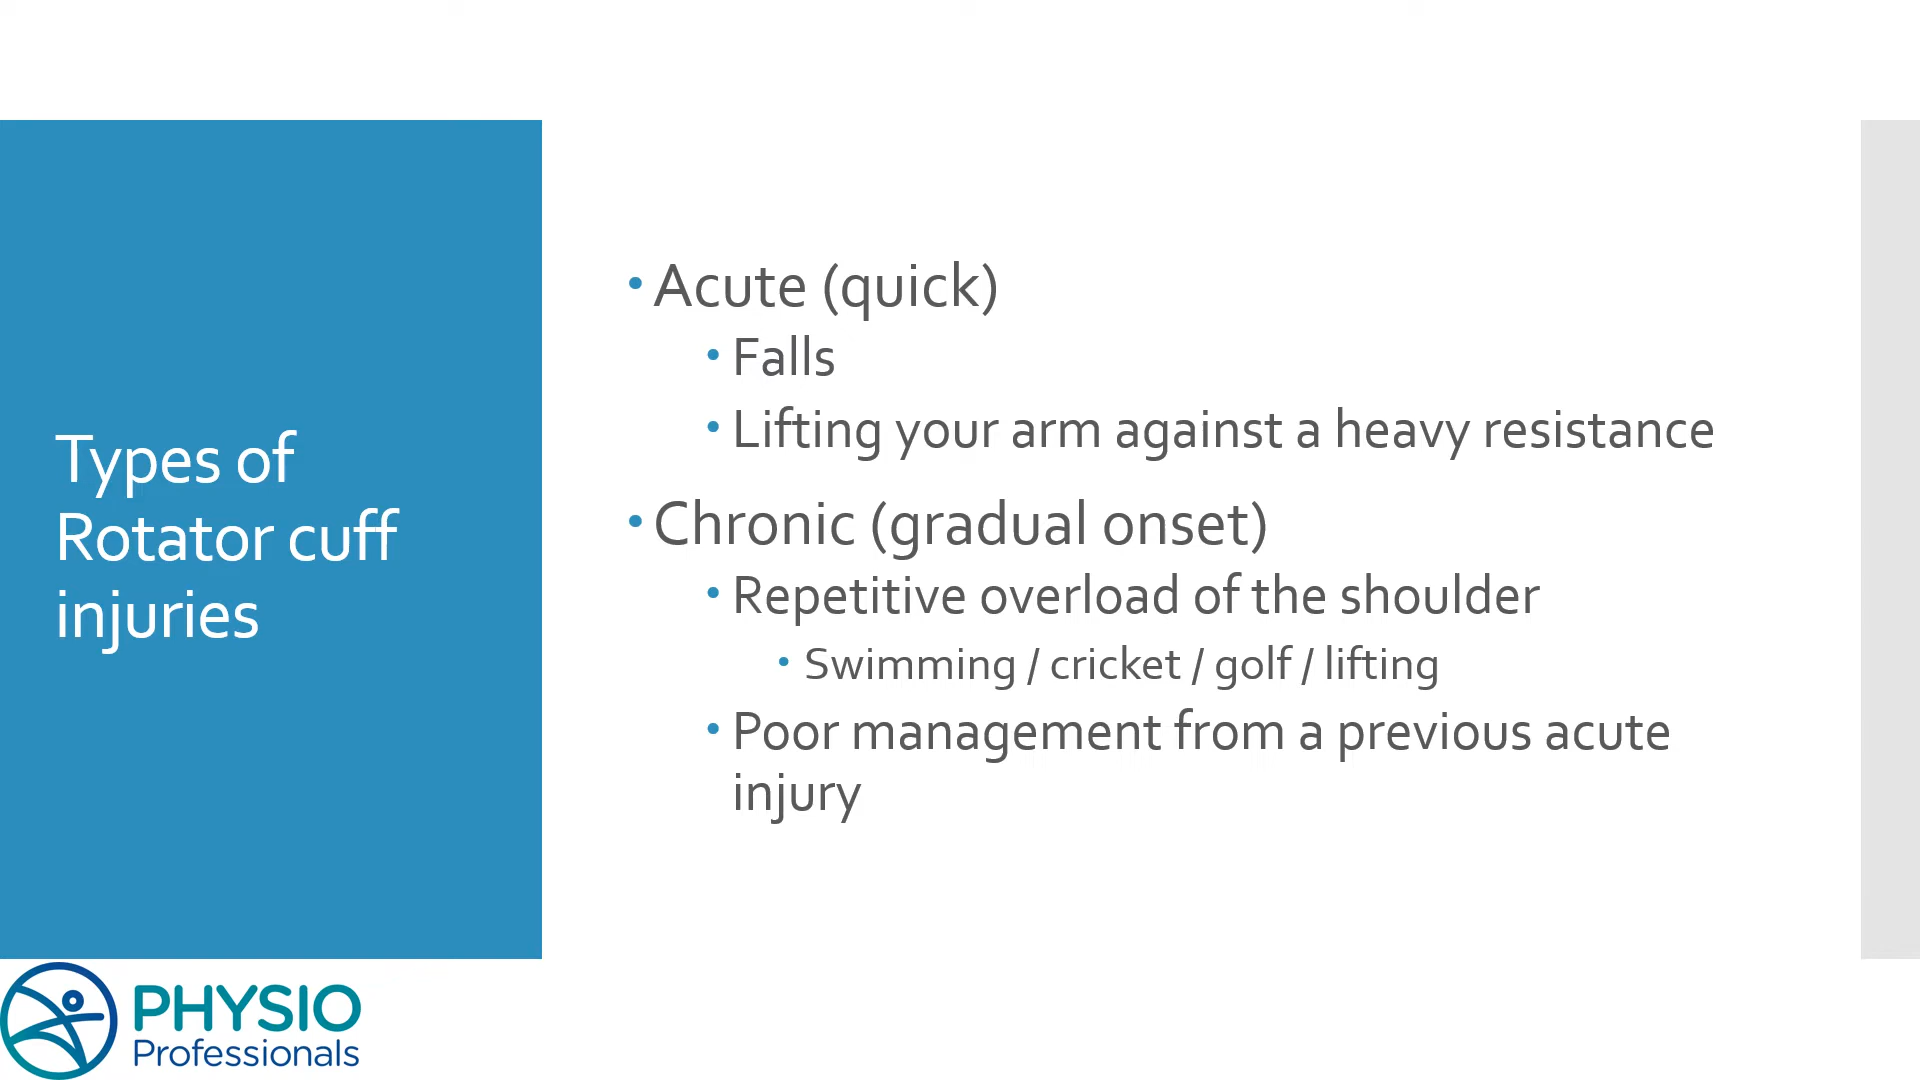 Types of
Rotator cuff
injuries
• Acute (quick)
• Falls
• Lifting your arm against a heavy resistance
• Chronic (gradual onset)
• Repetitive overload of the shoulder
• Swimming / cricket / golf / lifting
• Poor management from a previous acute
injury
PHYSIO
Professionals